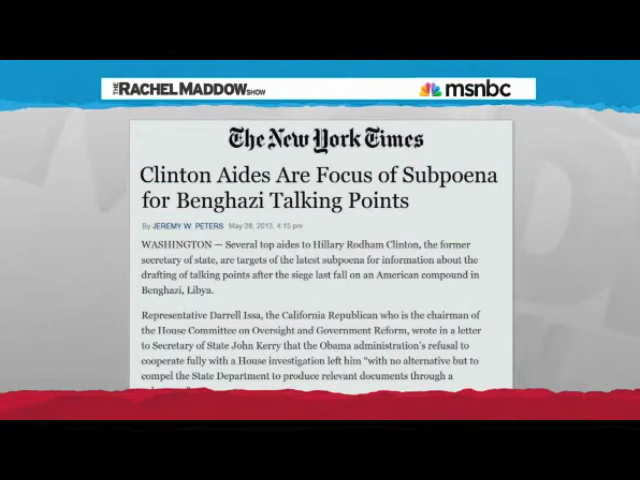 THE RACHEL MADDOW SHOW
msnbc
The New York Times
Clinton Aides Are Focus of Subpoena
for Benghazi Talking Points
By JEREMY W. PETERS May 28, 2013, 4:15 pm
WASHINGTON — Several top aides to Hillary Rodham Clinton, the former
secretary of state, are targets of the latest subpoena for information about the
drafting of talking points after the siege last fall on an American compound in
Benghazi, Libya.
Representative Darrell Issa, the California Republican who is the chairman of
the House Committee on Oversight and Government Reform, wrote in a letter
to Secretary of State John Kerry that the Obama administration's refusal to
cooperate fully with a House investigation left him "with no alternative but to
compel the State Department to produce relevant documents through a